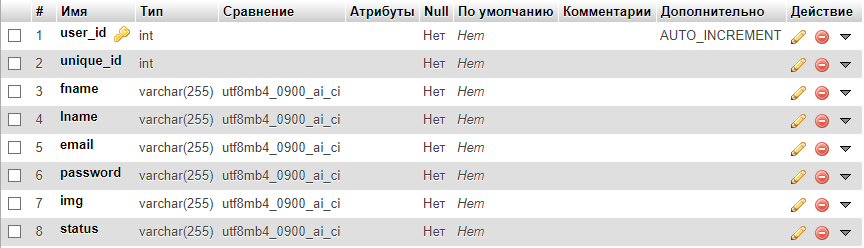 # Имя Тип Сравнение Атрибуты Null По умолчанию Комментарии Дополнительно Действие
1 user_id int Нет Нет AUTO_INCREMENT
2 unique_id int Нет Нет
3 fname varchar(255) utf8mb4_0900_ai_ci Нет Нет
4 lname varchar(255) utf8mb4_0900_ai_ci Нет Нет
5 email varchar(255) utf8mb4_0900_ai_ci Нет Нет
6 password varchar(255) utf8mb4_0900_ai_ci Нет Нет
7 img varchar(255) utf8mb4_0900_ai_ci Нет Нет
8 status varchar(255) utf8mb4_0900_ai_ci Нет Нет